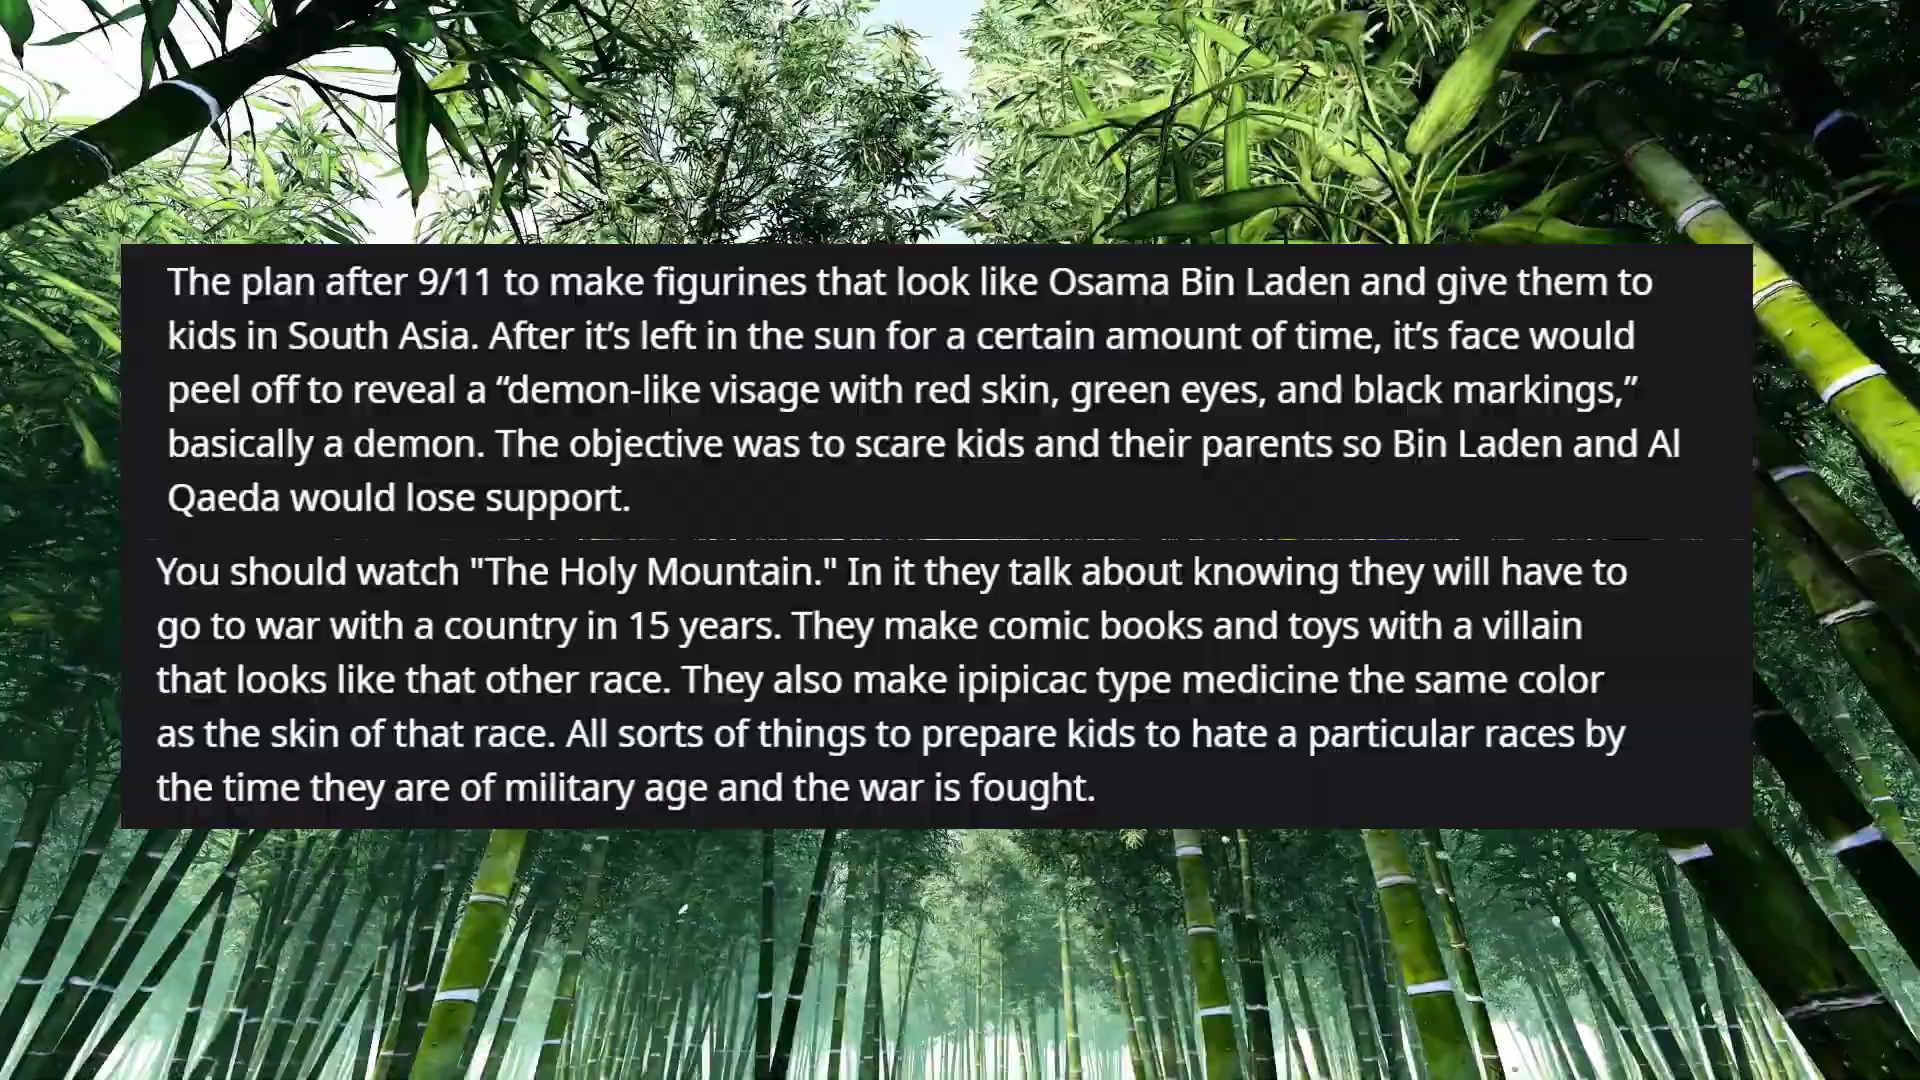 The plan after 9/11 to make figurines that look like Osama Bin Laden and give them to
kids in South Asia. After it’s left in the sun for a certain amount of time, it’s face would
peel off to reveal a “demon-like visage with red skin, green eyes, and black markings,”
basically a demon. The objective was to scare kids and their parents so Bin Laden and Al
Qaeda would lose support.
You should watch "The Holy Mountain." In it they talk about knowing they will have to
go to war with a country in 15 years. They make comic books and toys with a villain
that looks like that other race. They also make ipipicac type medicine the same color
as the skin of that race. All sorts of things to prepare kids to hate a particular races by
the time they are of military age and the war is fought.